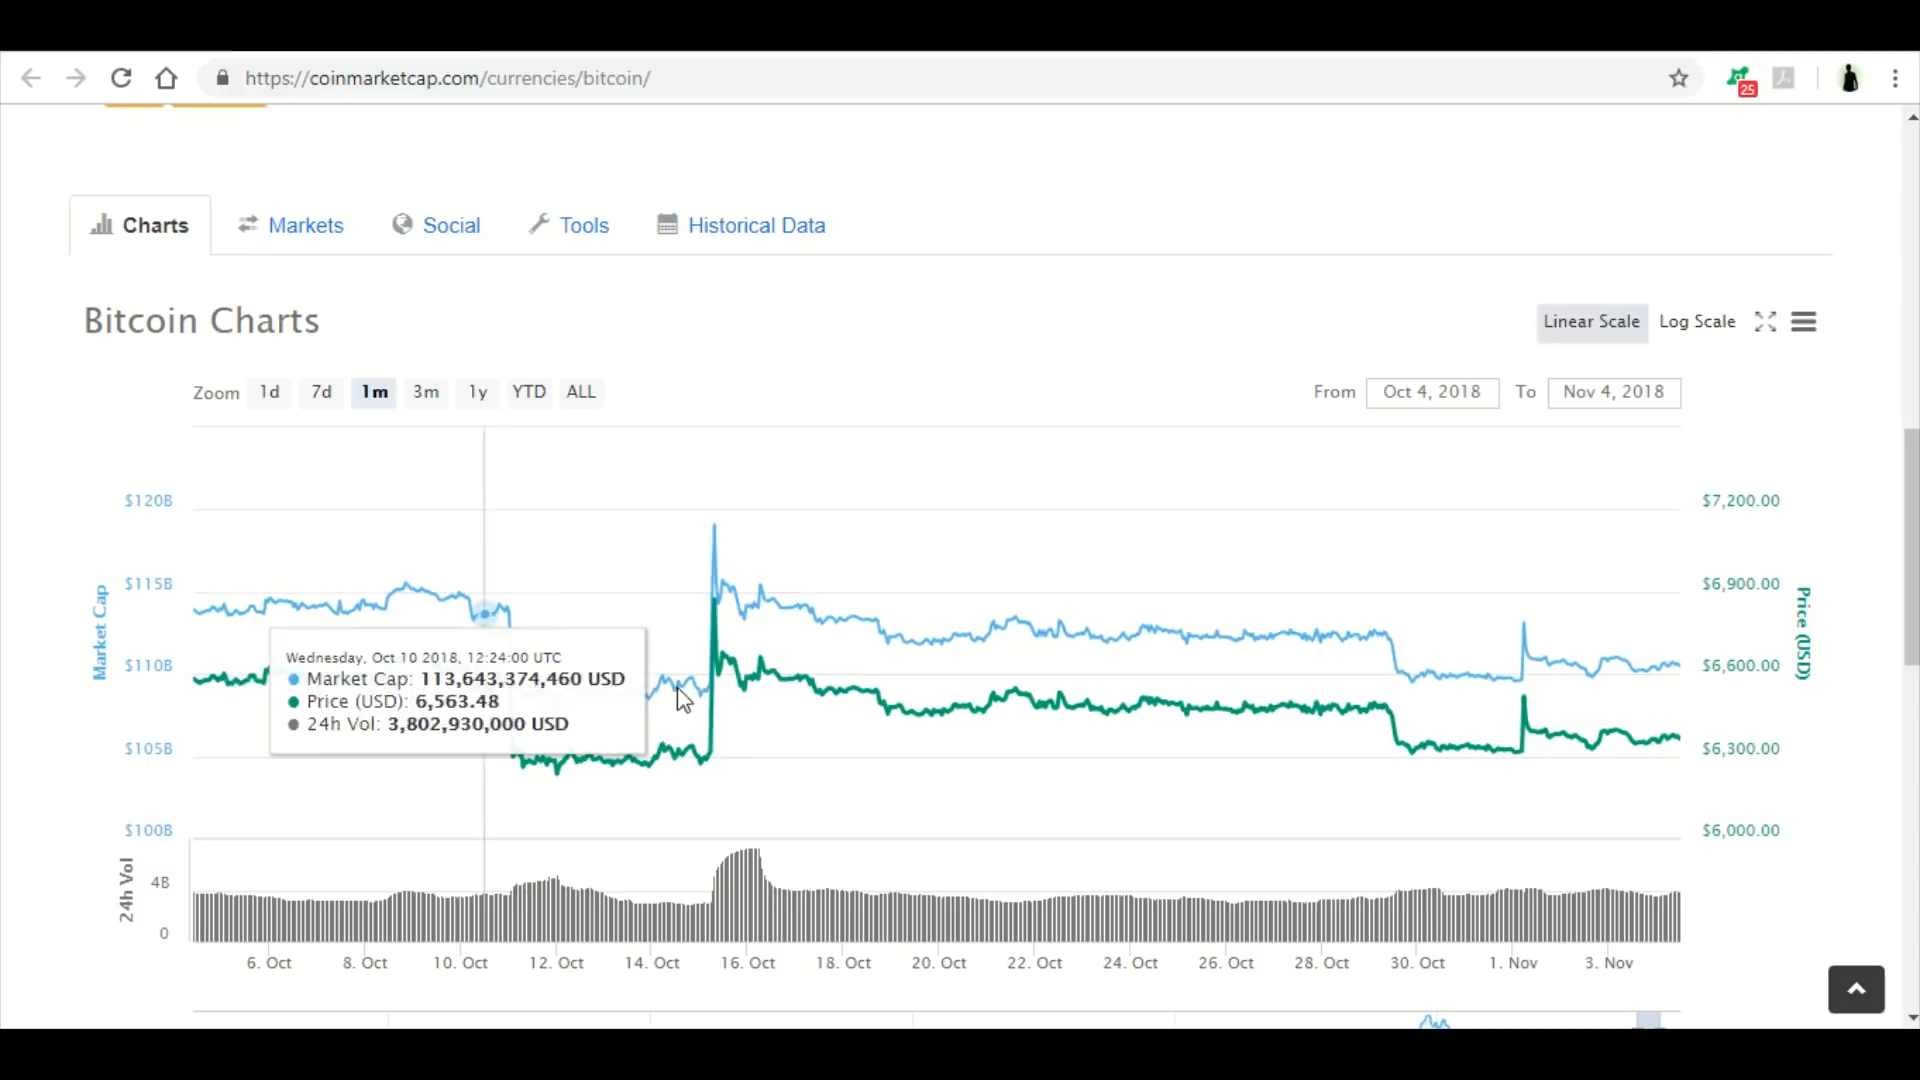 https://coinmarketcap.com/currencies/bitcoin/
25
Charts Markets Social Tools Historical Data
Bitcoin Charts
Linear Scale Log Scale
Zoom 1d 7d 1m 3m 1y YTD ALL From Oct 4, 2018 To Nov 4, 2018
$120B $7,200.00
$115B $6,900.00
Market Cap
Price (USD)
Wednesday, Oct 10 2018, 12:24:00 UTC
$110B $6,600.00
Market Cap: 113,643,374,460 USD
Price (USD): 6,563.48
24h Vol: 3,802,930,000 USD
$105B $6,300.00
$100B $6,000.00
24h Vol
4B
0
6. Oct 8. Oct 10. Oct 12. Oct 14. Oct 16. Oct 18. Oct 20. Oct 22. Oct 24. Oct 26. Oct 28. Oct 30. Oct 1. Nov 3. Nov